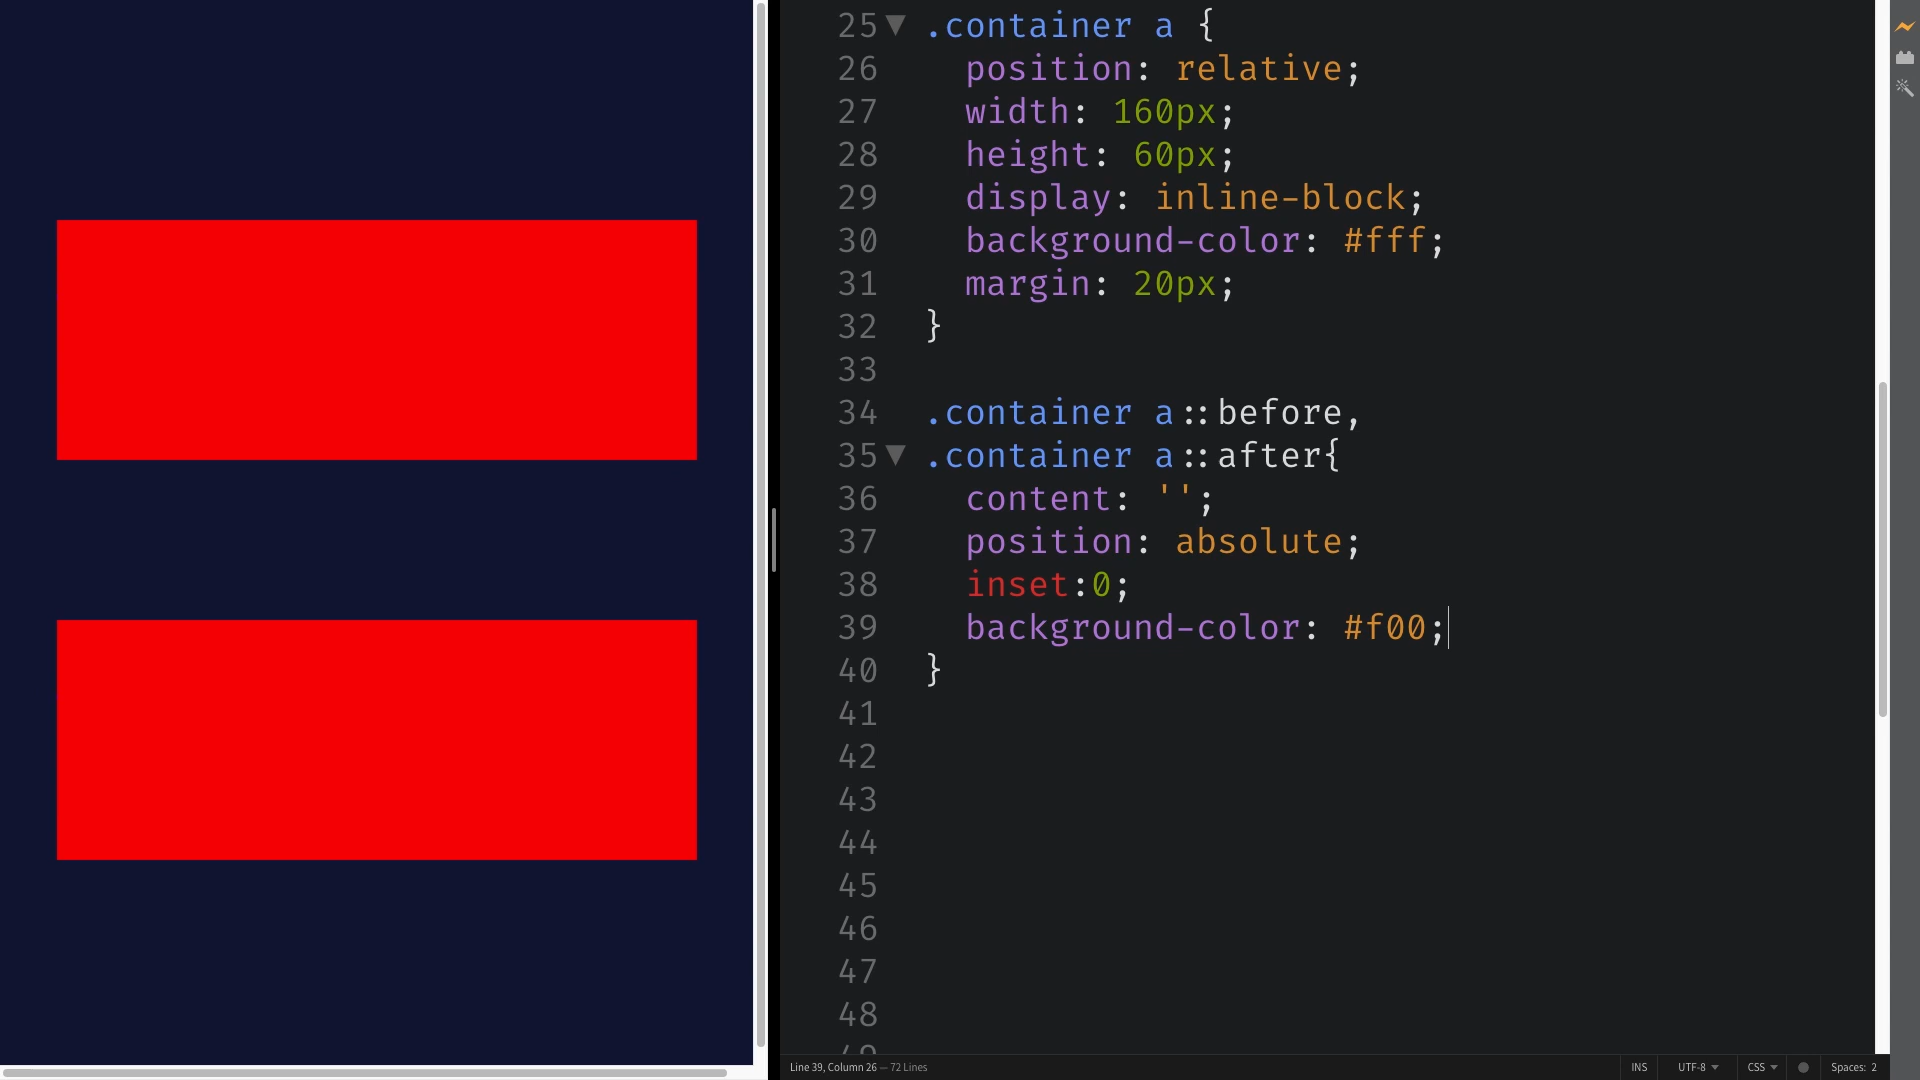 25 .container a {
26 position: relative;
27 width: 160px;
28 height: 60px;
29 display: inline-block;
30 background-color: #fff;
31 margin: 20px;
32 }
33
34 .container a::before,
35 .container a::after{
36 content: '';
37 position: absolute;
38 inset:0;
39 background-color: #f00;
40 }
41
42
43
44
45
46
47
48
49
Line 39, Column 26 — 72 Lines INS UTF-8 CSS Spaces: 2